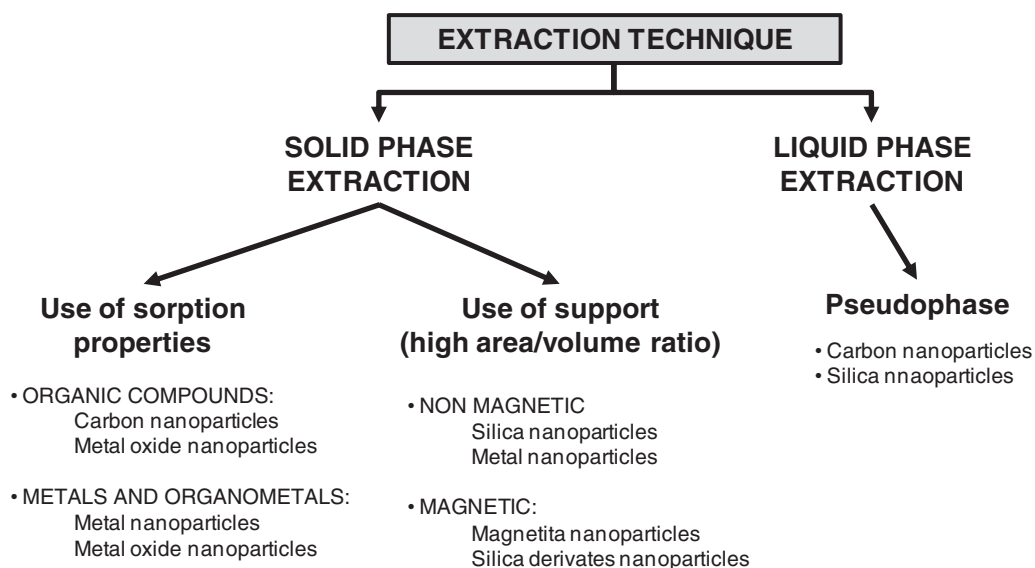 EXTRACTION TECHNIQUE
SOLID PHASE
EXTRACTION
LIQUID PHASE
EXTRACTION
Use of sorption
properties
• ORGANIC COMPOUNDS:
Carbon nanoparticles
Metal oxide nanoparticles
• METALS AND ORGANOMETALS:
Metal nanoparticles
Metal oxide nanoparticles
Use of support
(high area/volume ratio)
• NON MAGNETIC
Silica nanoparticles
Metal nanoparticles
• MAGNETIC:
Magnetita nanoparticles
Silica derivates nanoparticles
Pseudophase
• Carbon nanoparticles
• Silica nnaoparticles